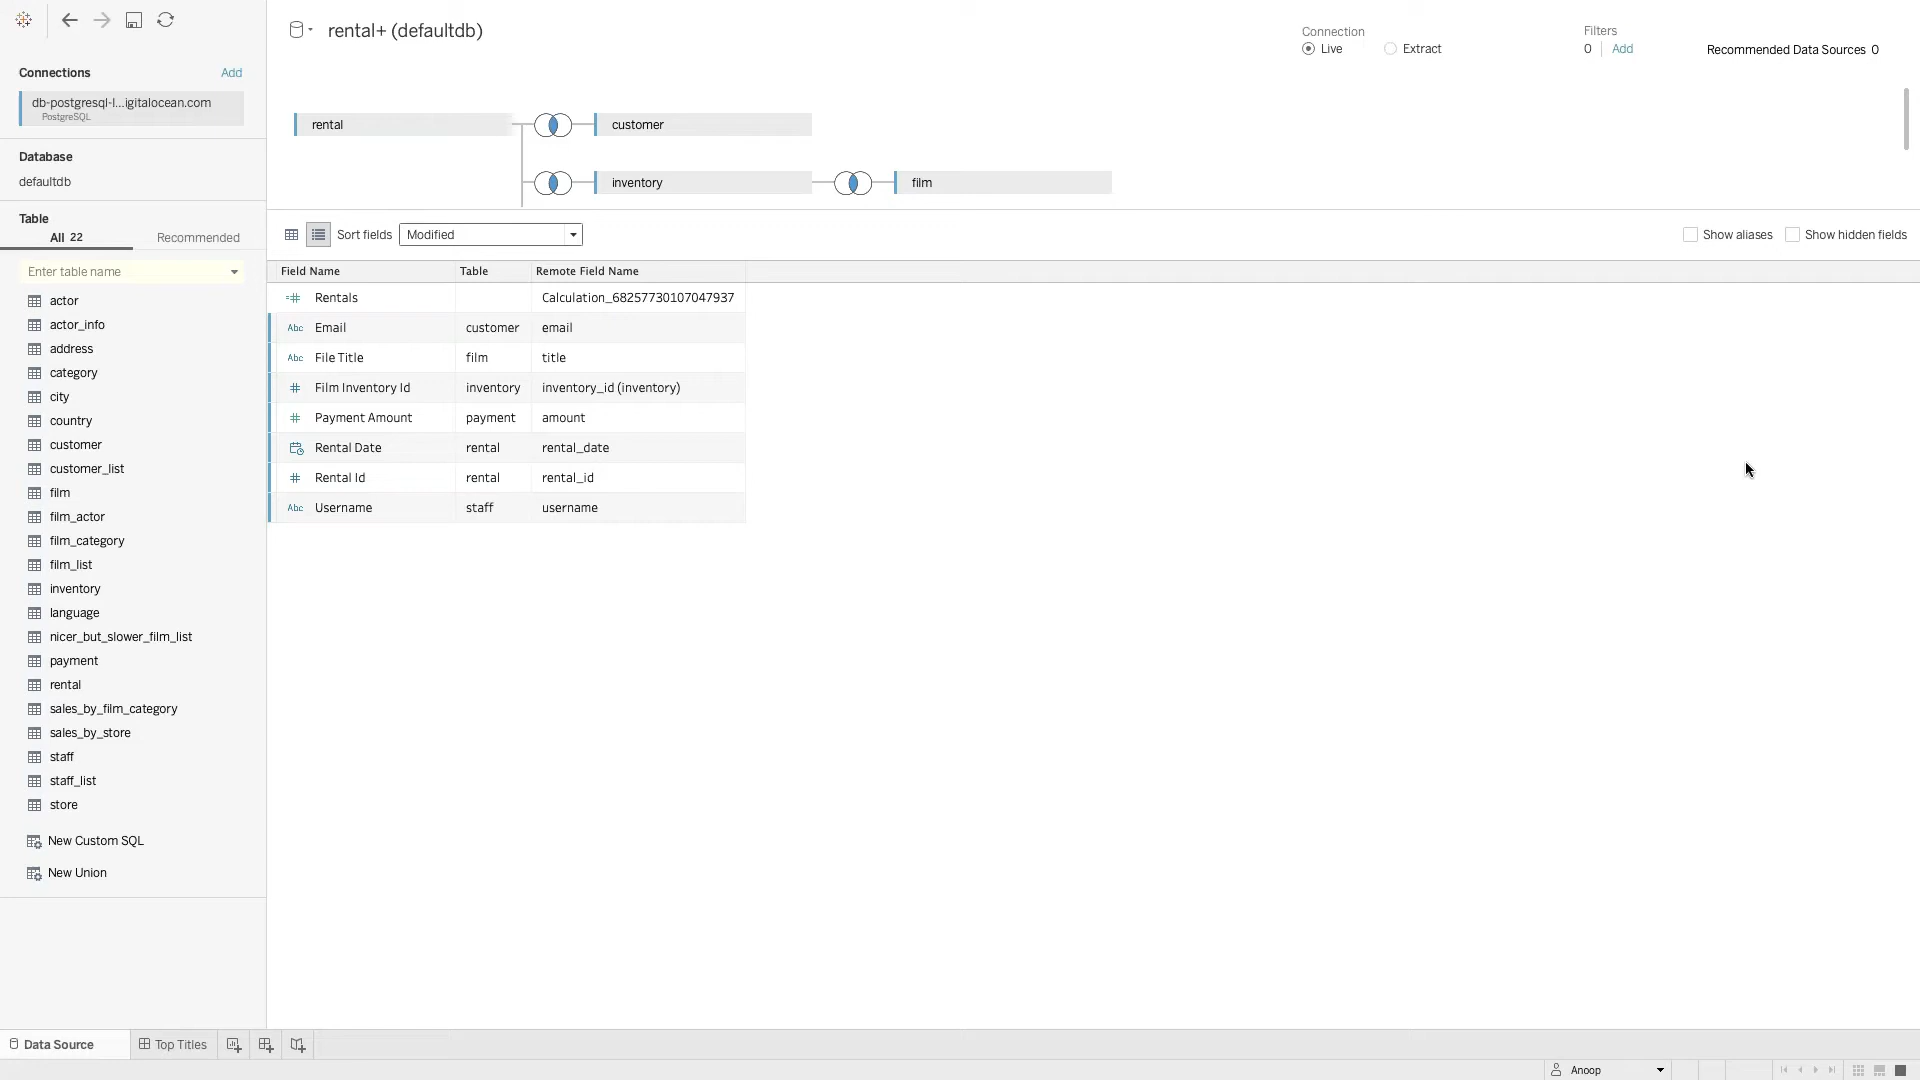 rental+ (defaultdb)
Connection
Live
Extract
Filters
0
Add
Recommended Data Sources 0
Connections
Add
db-postgresql-l...igitalocean.com
PostgreSQL
Database
defaultdb
Table
All 22
Recommended
Enter table name
actor
actor_info
address
category
city
country
customer
customer_list
film
film_actor
film_category
film_list
inventory
language
nicer_but_slower_film_list
payment
rental
sales_by_film_category
sales_by_store
staff
staff_list
store
New Custom SQL
New Union
rental
customer
inventory
film
Sort fields
Modified
Show aliases
Show hidden fields
Field Name Table Remote Field Name
Rentals Calculation_68257730107047937
Abc Email customer email
Abc File Title film title
# Film Inventory Id inventory inventory_id (inventory)
# Payment Amount payment amount
Rental Date rental rental_date
# Rental Id rental rental_id
Abc Username staff username
Data Source
Top Titles
Anoop